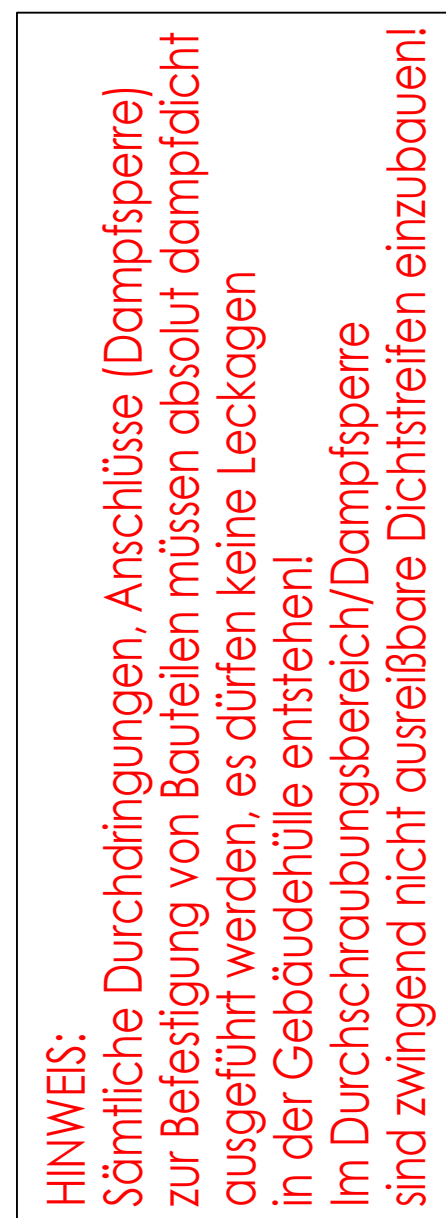 HINWEIS:
Sämtliche Durchdringungen, Anschlüsse (Dampfsperre)
zur Befestigung von Bauteilen müssen absolut dampfdicht
ausgeführt werden, es dürfen keine Leckagen
in der Gebäudehülle entstehen!
Im Durchschraubungsbereich/Dampfsperre
sind zwingend nicht ausreißbare Dichtstreifen einzubauen!